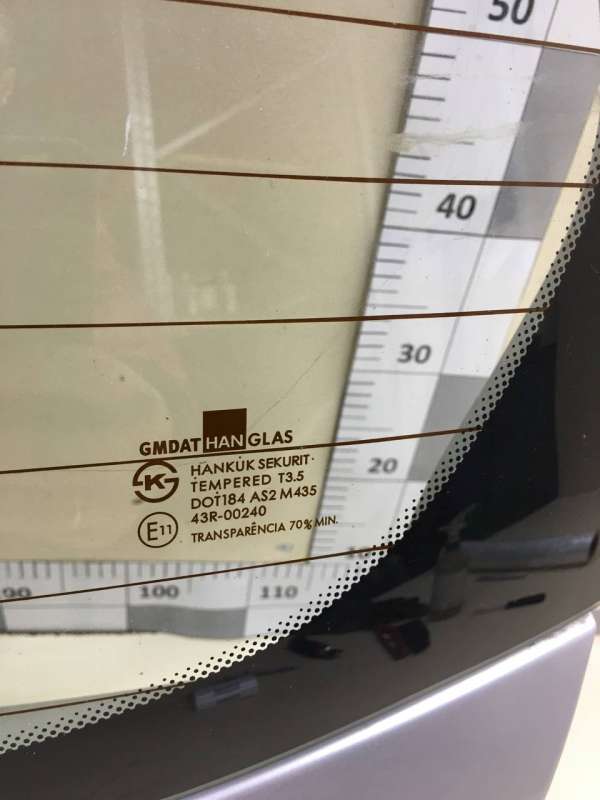 50
40
30
20
GMDAT HAN GLAS
HANKUK SEKURIT
TEMPERED T3.5
DOT184 AS2 M435
43R-00240
E11
TRANSPARÊNCIA 70% MIN.
90 100 110